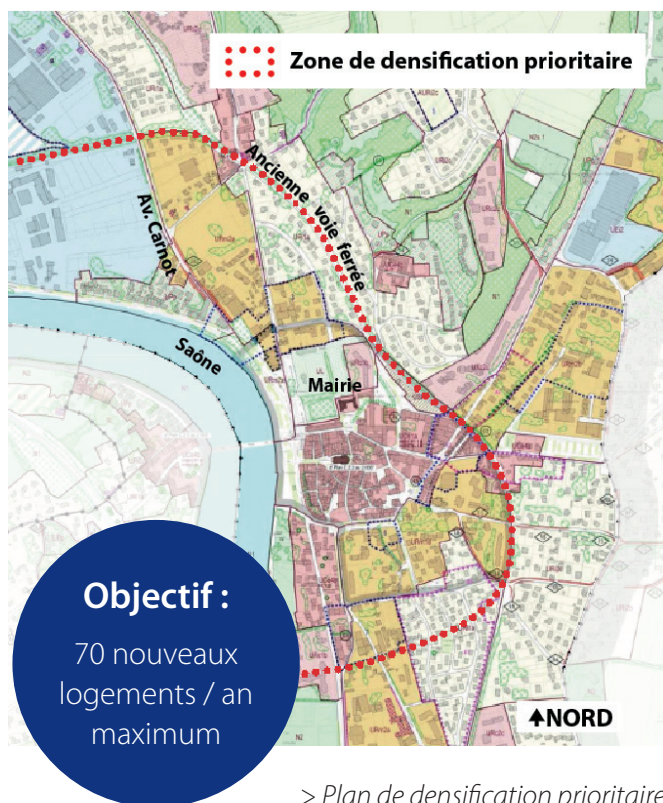 Zone de densification prioritaire
Ancienne voie ferrée
Av. Carnot
Saône
Mairie
Objectif :
70 nouveaux
logements / an
maximum
NORD
> Plan de densification prioritaire